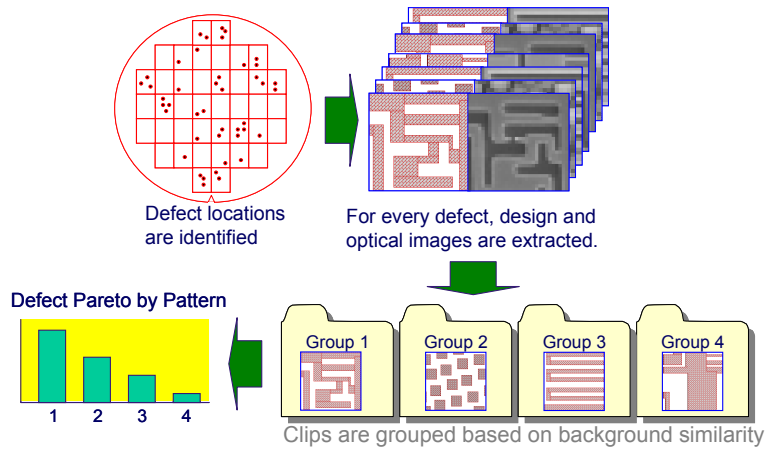 Defect locations
are identified
For every defect, design and
optical images are extracted.
Defect Pareto by Pattern
1 2 3 4
Group 1 Group 2 Group 3 Group 4
Clips are grouped based on background similarity